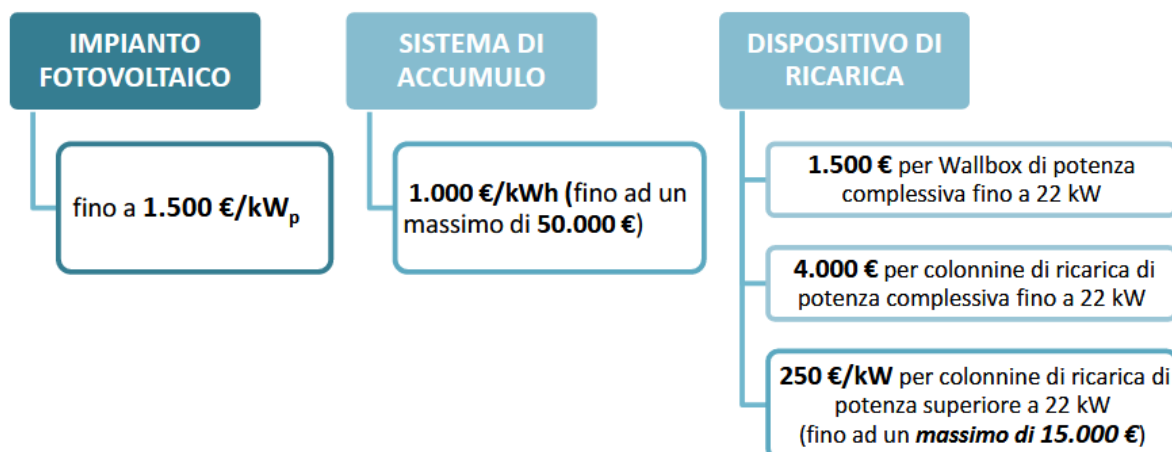 IMPIANTO
FOTOVOLTAICO
fino a 1.500 €/kWp
SISTEMA DI
ACCUMULO
1.000 €/kWh (fino ad un
massimo di 50.000 €)
DISPOSITIVO DI
RICARICA
1.500 € per Wallbox di potenza
complessiva fino a 22 kW
4.000 € per colonnine di ricarica di
potenza complessiva fino a 22 kW
250 €/kW per colonnine di ricarica di
potenza superiore a 22 kW
(fino ad un massimo di 15.000 €)